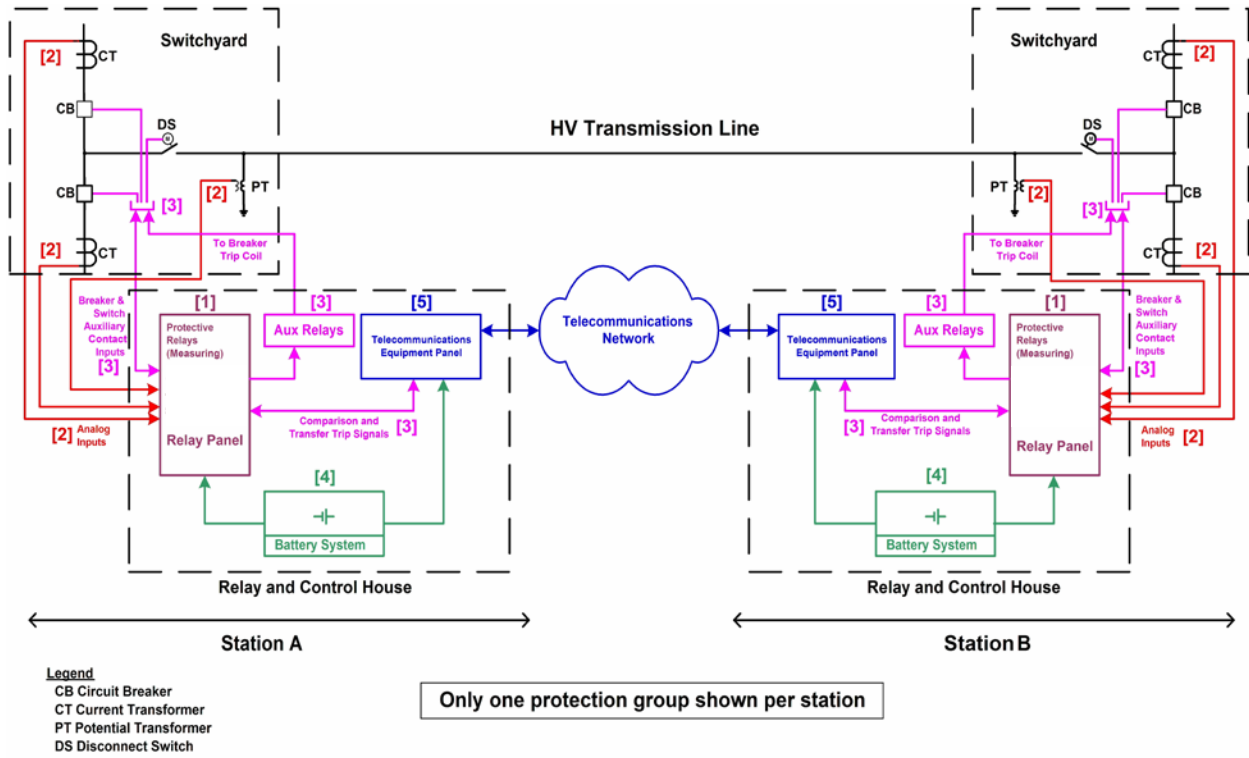 Switchyard
[2]
CT
CB
DS
CB
[2]
PT
[3]
[2]
CT
To Breaker
Trip Coil
Breaker &
Switch
Auxiliary
Contact
Inputs
[3]
[1]
Protective
Relays
(Measuring)
Relay Panel
[3]
Aux Relays
[5]
Telecommunications
Equipment Panel
Comparison and
Transfer Trip Signals
[3]
[2] Analog
Inputs
[4]
Battery System
Relay and Control House
Station A
HV Transmission Line
Telecommunications
Network
Switchyard
CT
[2]
CB
DS
PT
[2]
CB
[3]
CT
[2]
To Breaker
Trip Coil
[5]
Telecommunications
Equipment Panel
[3]
Aux Relays
[1]
Protective
Relays
(Measuring)
Relay Panel
Breaker &
Switch
Auxiliary
Contact
Inputs
[3]
Comparison and
[3] Transfer Trip Signals
Analog
Inputs
[2]
[4]
Battery System
Relay and Control House
Station B
Legend
CB Circuit Breaker
CT Current Transformer
PT Potential Transformer
DS Disconnect Switch
Only one protection group shown per station